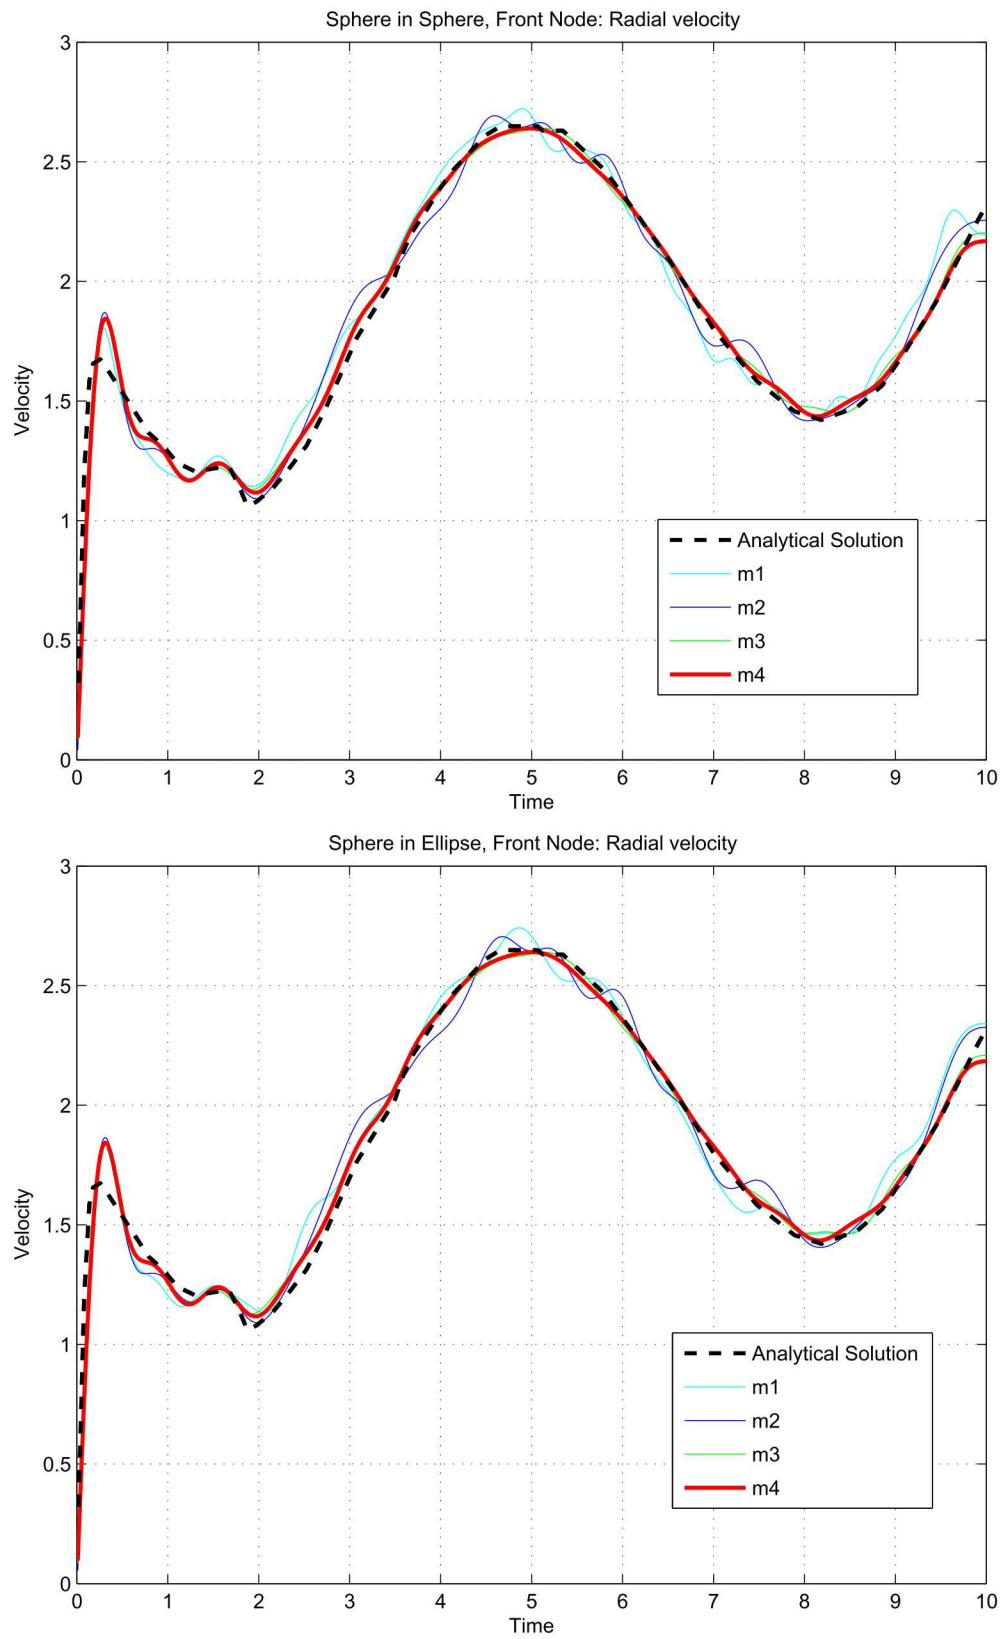 Sphere in Sphere, Front Node: Radial velocity
3
2.5
2
1.5
1
0.5
0
Velocity
Analytical Solution
m1
m2
m3
m4
0 1 2 3 4 5 6 7 8 9 10
Time
Sphere in Ellipse, Front Node: Radial velocity
3
2.5
2
1.5
1
0.5
0
Velocity
Analytical Solution
m1
m2
m3
m4
0 1 2 3 4 5 6 7 8 9 10
Time